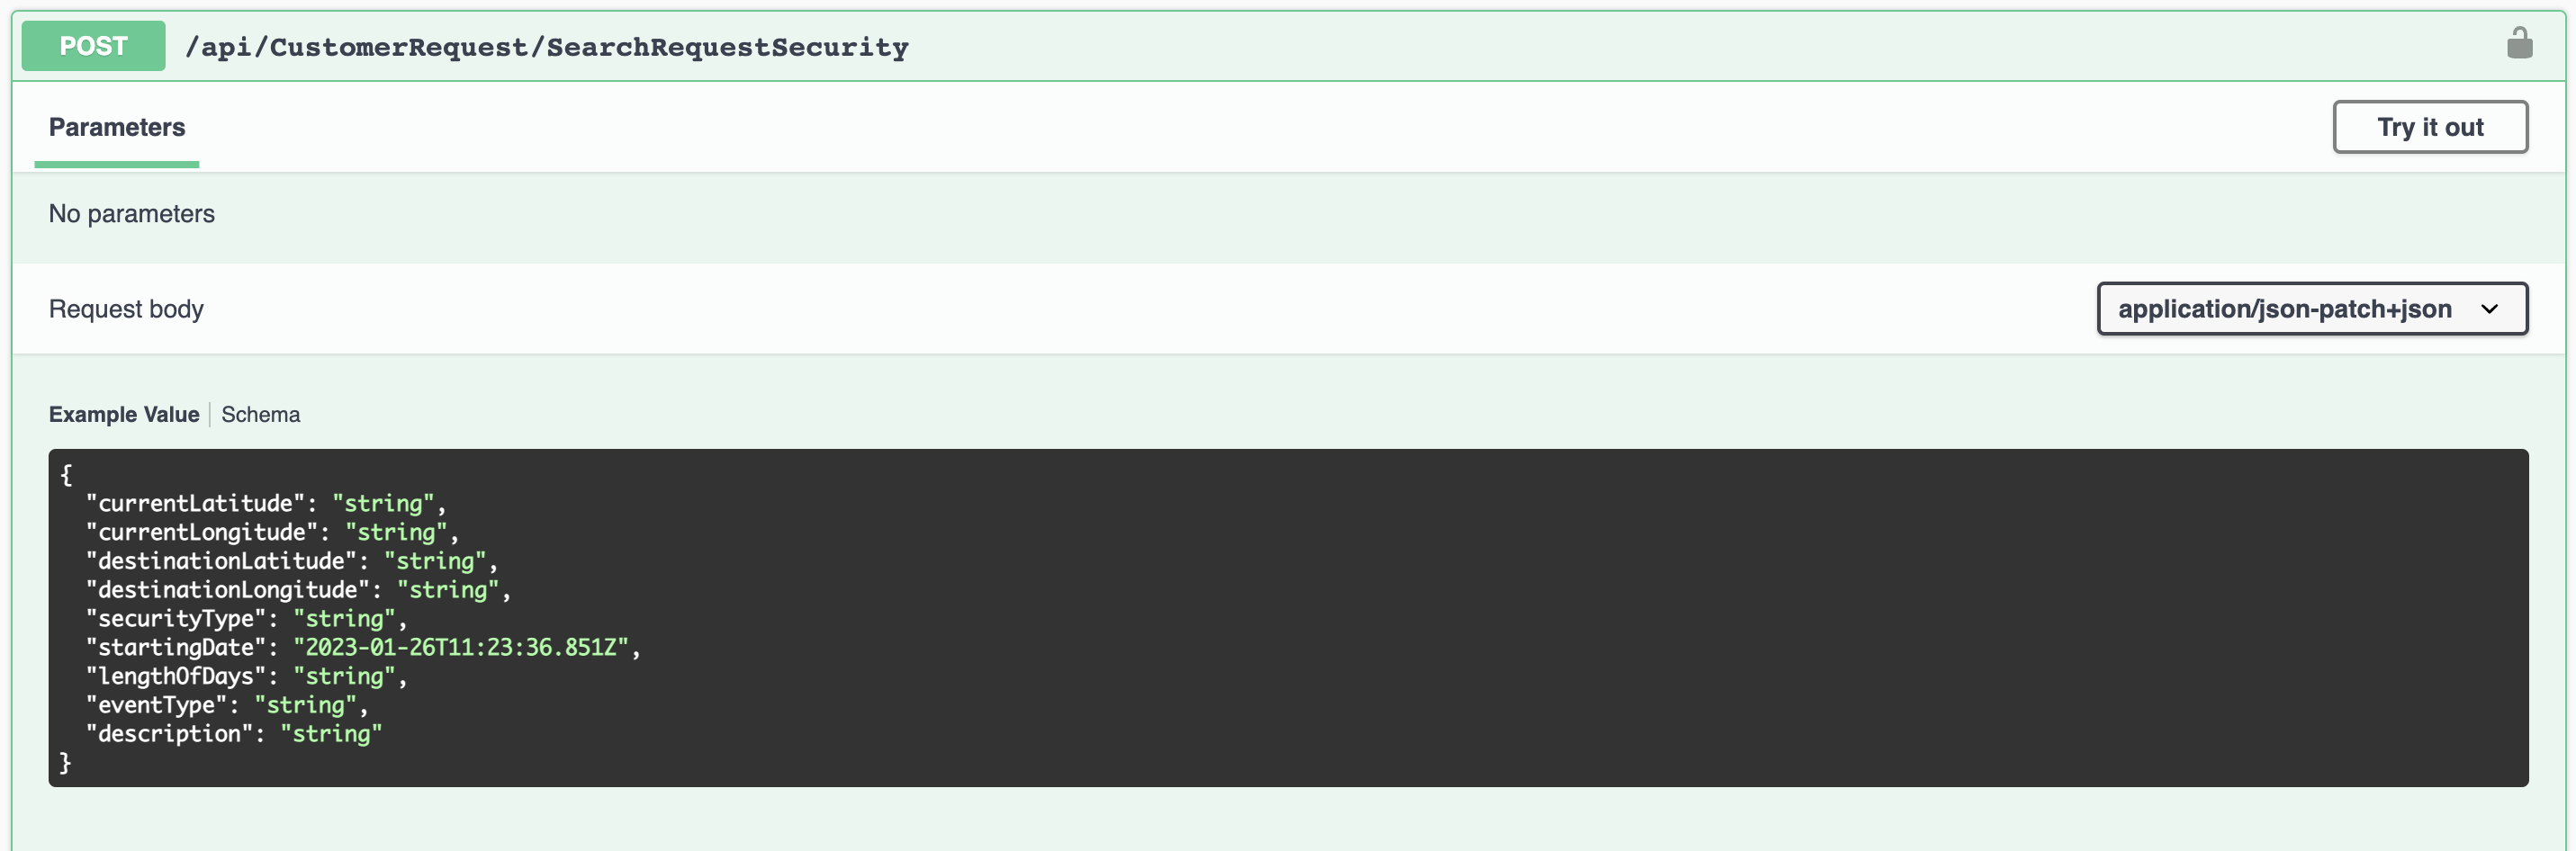 POST /api/CustomerRequest/SearchRequestSecurity
Parameters
Try it out
No parameters
Request body
application/json-patch+json
Example Value | Schema
{
  "currentLatitude": "string",
  "currentLongitude": "string",
  "destinationLatitude": "string",
  "destinationLongitude": "string",
  "securityType": "string",
  "startingDate": "2023-01-26T11:23:36.851Z",
  "lengthOfDays": "string",
  "eventType": "string",
  "description": "string"
}